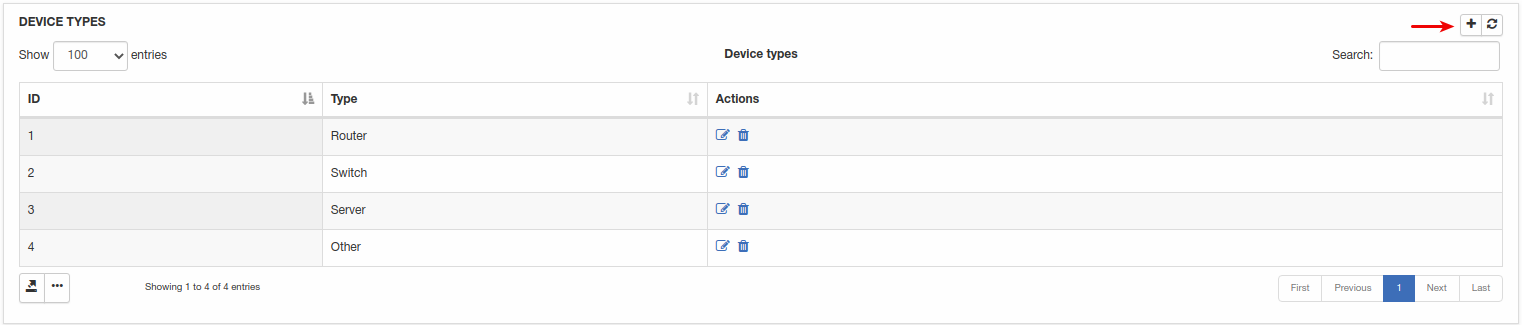 DEVICE TYPES
Show 100 entries Device types Search:
ID Type Actions
1 Router
2 Switch
3 Server
4 Other
Showing 1 to 4 of 4 entries First Previous 1 Next Last